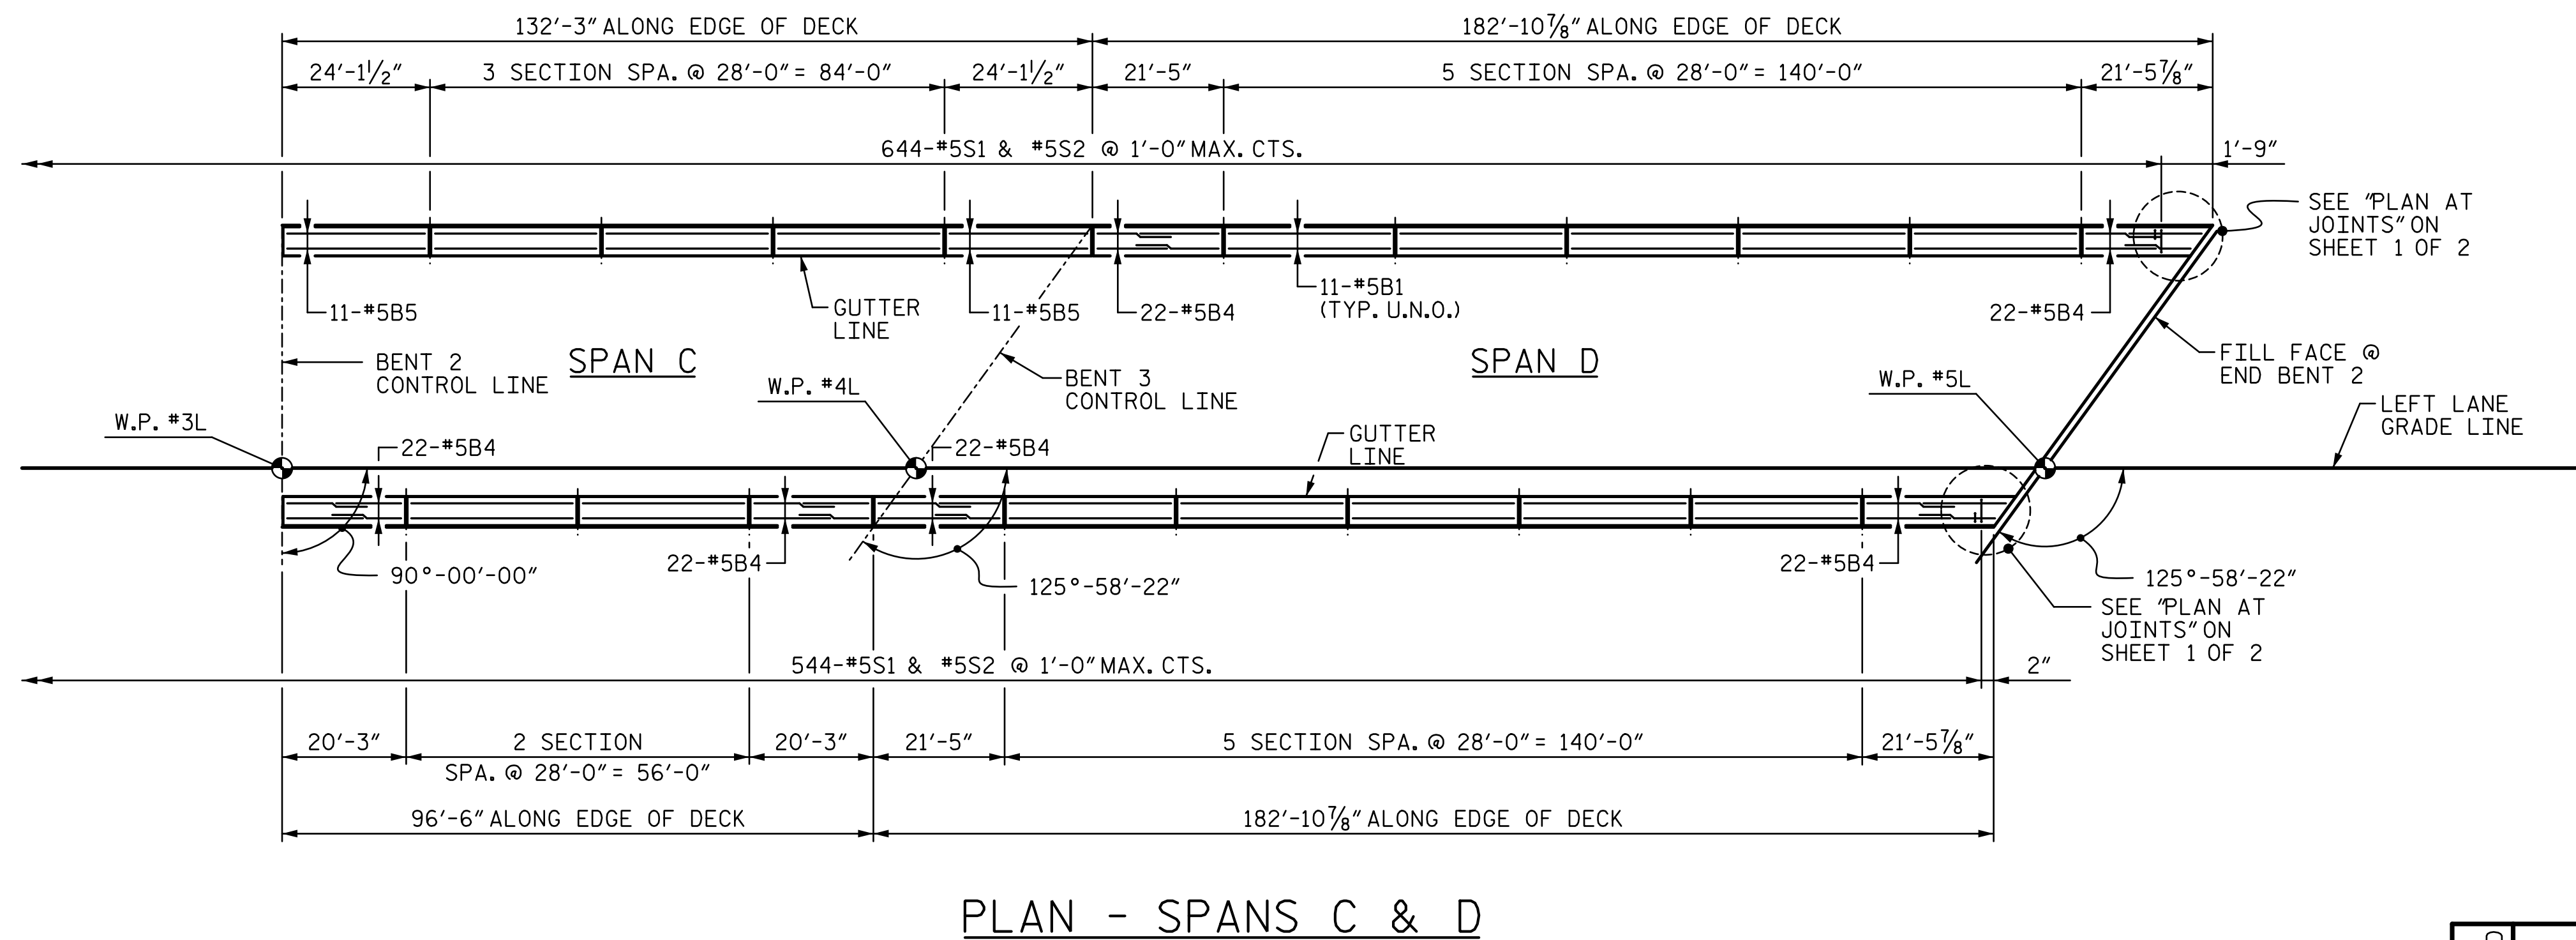 132'-3" ALONG EDGE OF DECK
182'-10⅞" ALONG EDGE OF DECK
24'-1½"
3 SECTION SPA. @ 28'-0" = 84'-0"
24'-1½"
21'-5"
5 SECTION SPA. @ 28'-0" = 140'-0"
21'-5⅞"
644-#5S1 & #5S2 @ 1'-0" MAX. CTS.
1'-9"
SEE "PLAN AT
JOINTS" ON
SHEET 1 OF 2
11-#5B5
GUTTER
LINE
11-#5B5
22-#5B4
11-#5B1
(TYP. U.N.O.)
22-#5B4
BENT 2
CONTROL LINE
SPAN C
W.P. #4L
BENT 3
CONTROL LINE
SPAN D
W.P. #5L
FILL FACE @
END BENT 2
LEFT LANE
GRADE LINE
W.P. #3L
22-#5B4
22-#5B4
GUTTER
LINE
90°-00'-00"
22-#5B4
125°-58'-22"
22-#5B4
125°-58'-22"
SEE "PLAN AT
JOINTS" ON
SHEET 1 OF 2
544-#5S1 & #5S2 @ 1'-0" MAX. CTS.
2"
20'-3"
2 SECTION
SPA. @ 28'-0" = 56'-0"
20'-3"
21'-5"
5 SECTION SPA. @ 28'-0" = 140'-0"
21'-5⅞"
96'-6" ALONG EDGE OF DECK
182'-10⅞" ALONG EDGE OF DECK
PLAN - SPANS C & D